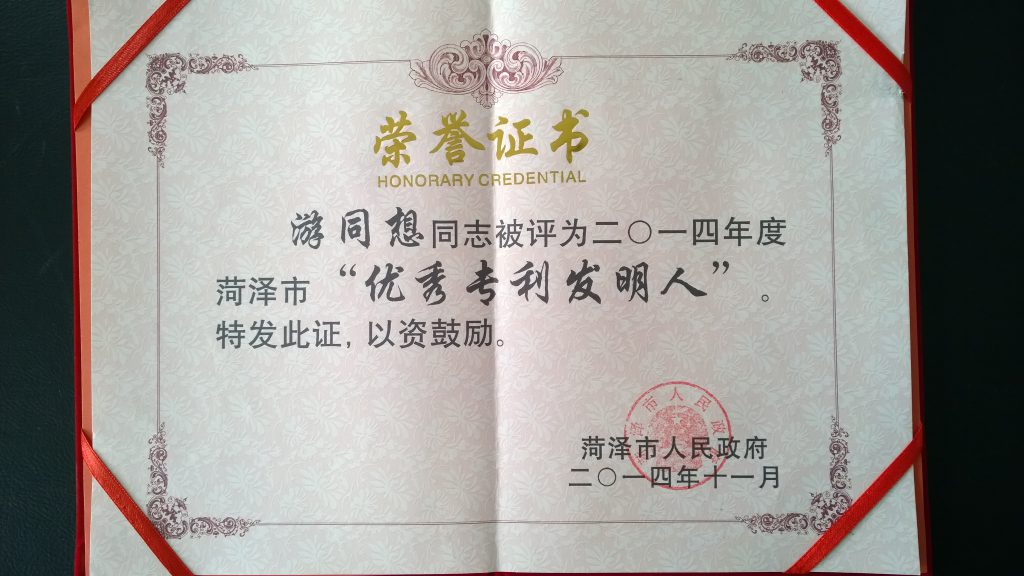 荣誉证书
HONORARY CREDENTIAL
游同想同志被评为二〇一四年度
菏泽市“优秀专利发明人”。
特发此证，以资鼓励。
菏泽市人民政府
二〇一四年十一月